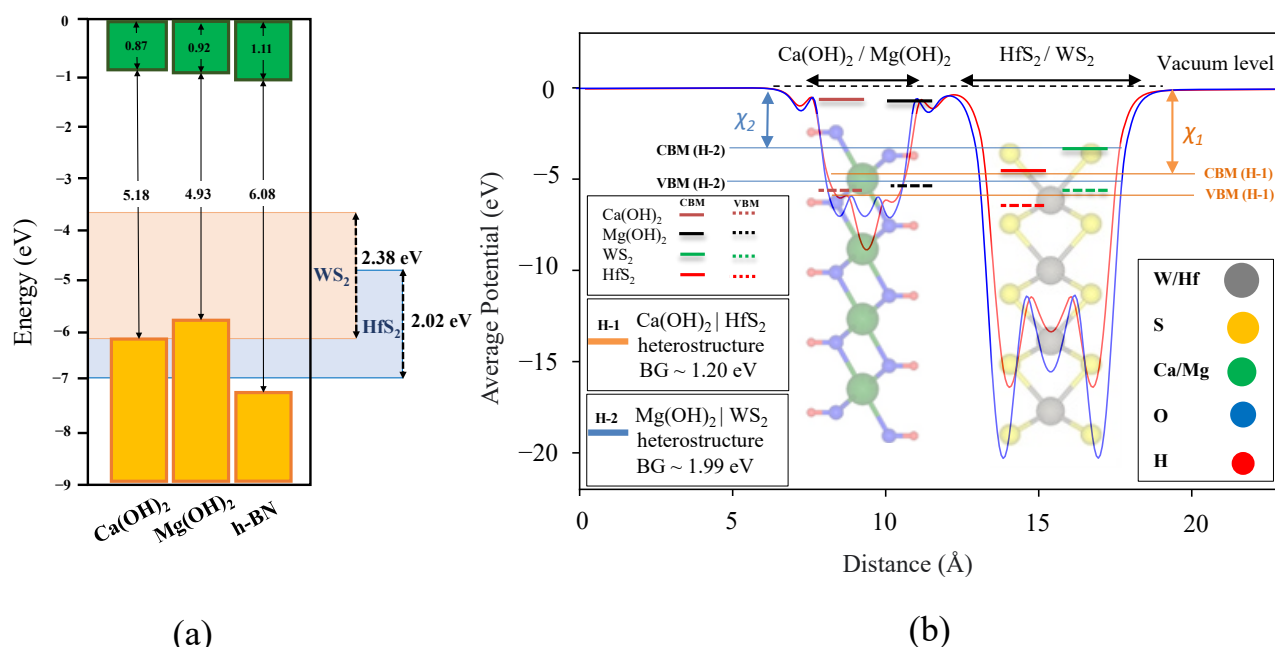 0
−1
−2
−3
−4
−5
−6
−7
−8
−9
Energy (eV)
0.87
0.92
1.11
5.18
4.93
6.08
2.38 eV
WS2
HfS2
2.02 eV
Ca(OH)2
Mg(OH)2
h-BN
(a)
Ca(OH)2 / Mg(OH)2
HfS2 / WS2
Vacuum level
0
−5
−10
−15
−20
Average Potential (eV)
χ2
χ1
CBM (H-2)
VBM (H-2)
CBM (H-1)
VBM (H-1)
CBM VBM
Ca(OH)2
Mg(OH)2
WS2
HfS2
H-1 Ca(OH)2 | HfS2
heterostructure
BG ~ 1.20 eV
H-2 Mg(OH)2 | WS2
heterostructure
BG ~ 1.99 eV
W/Hf
S
Ca/Mg
O
H
0 5 10 15 20
Distance (Å)
(b)